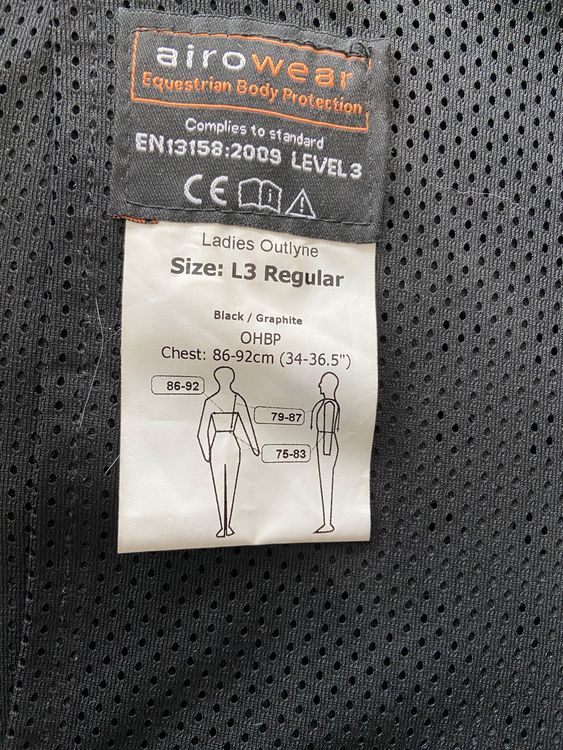 airowear
Equestrian Body Protection
Complies to standard
EN13158:2009 LEVEL 3
CE
Ladies Outlyne
Size: L3 Regular
Black / Graphite
OHBP
Chest: 86-92cm (34-36.5")
86-92
79-87
75-83